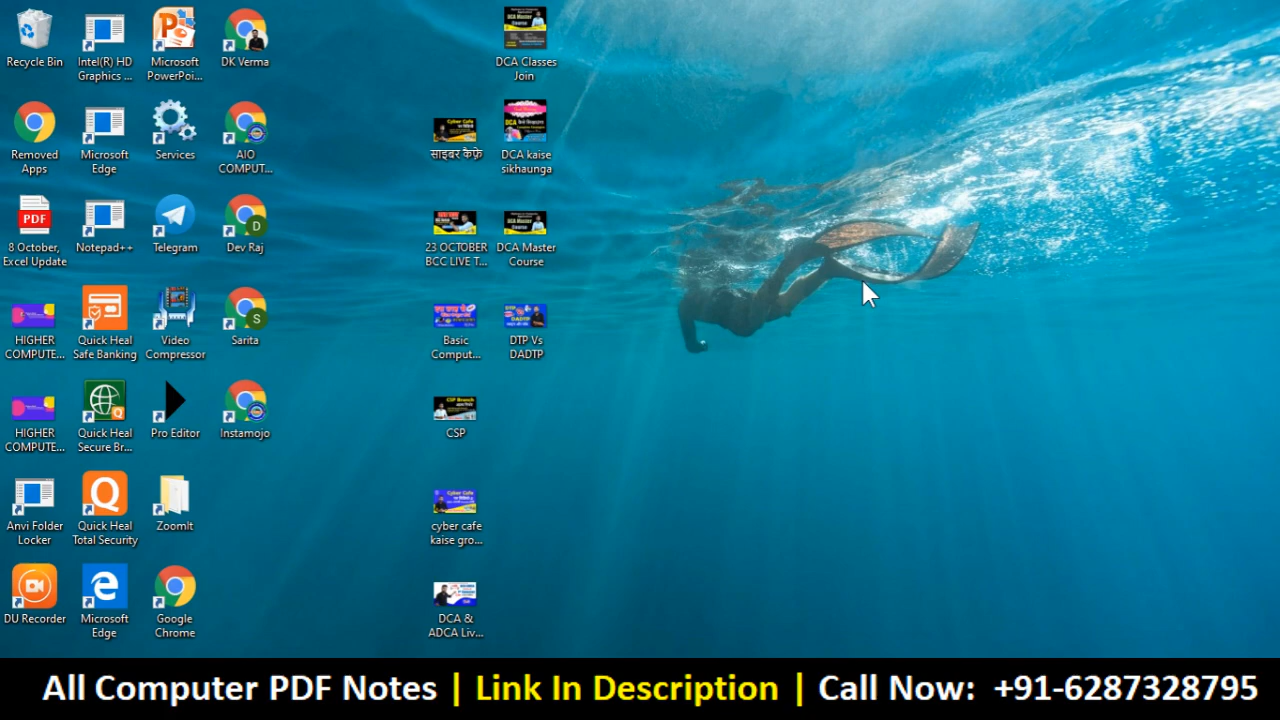 Recycle Bin
Intel(R) HD
Graphics ...
Microsoft
PowerPoi...
DK Verma
DCA Classes
Join
Removed
Apps
Microsoft
Edge
Services
AIO
COMPUT...
साइबर कैफ़े
DCA kaise
sikhaunga
PDF
8 October,
Excel Update
Notepad++
Telegram
Dev Raj
23 OCTOBER
BCC LIVE T...
DCA Master
Course
HIGHER
COMPUTE...
Quick Heal
Safe Banking
Video
Compressor
Sarita
Basic
Comput...
DTP Vs
DADTP
HIGHER
COMPUTE...
Quick Heal
Secure Br...
Pro Editor
Instamojo
CSP
Anvi Folder
Locker
Quick Heal
Total Security
ZoomIt
cyber cafe
kaise gro...
DU Recorder
Microsoft
Edge
Google
Chrome
DCA &
ADCA Liv...
All Computer PDF Notes | Link In Description | Call Now: +91-6287328795